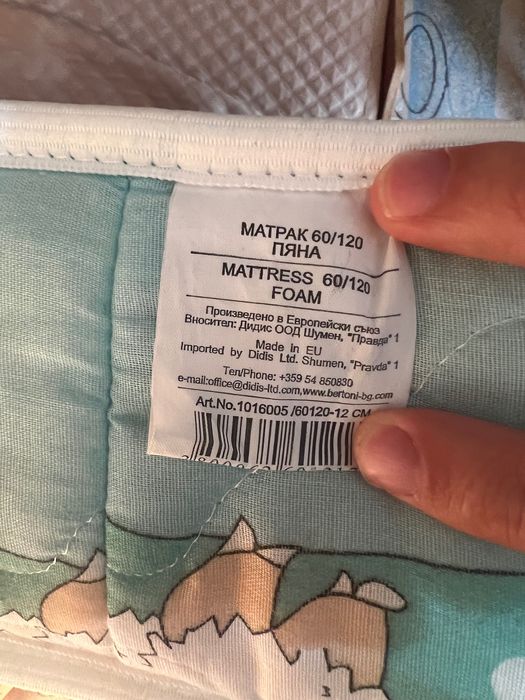 МАТРАК 60/120
ПЯНА
MATTRESS 60/120
FOAM
Произведено в Европейски съюз
Вносител: Дидис ООД Шумен, "Правда" 1
Made in EU
Imported by Didis Ltd. Shumen, "Pravda" 1
Тел/Phone: +359 54 850830
e-mail:office@didis-ltd.com, www.bertoni-bg.com
Art.No.1016005 /60120-12 CM